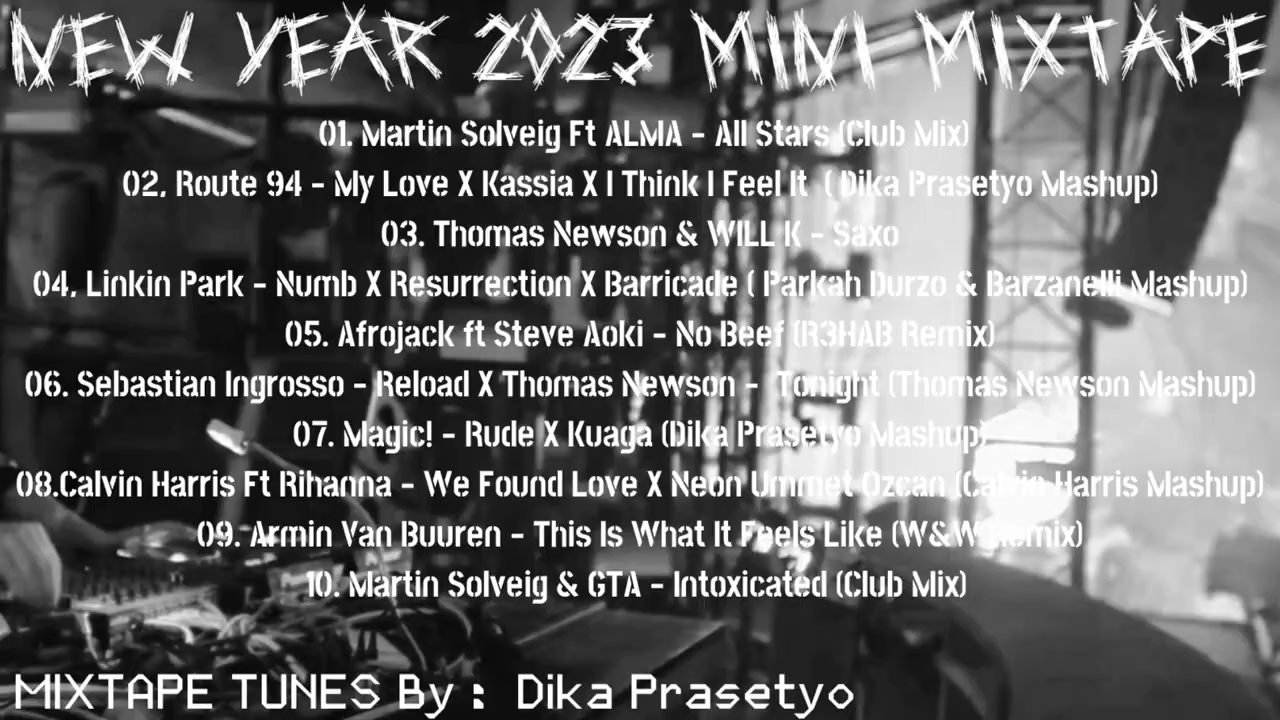 NEW YEAR 2023 MINI MIXTAPE
01. Martin Solveig Ft ALMA - All Stars (Club Mix)
02, Route 94 - My Love X Kassia X I Think I Feel It ( Dika Prasetyo Mashup)
03. Thomas Newson & WILL K - Saxo
04, Linkin Park - Numb X Resurrection X Barricade ( Parkah Durzo & Barzanelli Mashup)
05. Afrojack ft Steve Aoki - No Beef (R3HAB Remix)
06. Sebastian Ingrosso - Reload X Thomas Newson - Tonight (Thomas Newson Mashup)
07. Magic! - Rude X Kuaga (Dika Prasetyo Mashup)
08.Calvin Harris Ft Rihanna - We Found Love X Neon Ummet Ozcan (Calvin Harris Mashup)
09. Armin Van Buuren - This Is What It Feels Like (W&W Remix)
10. Martin Solveig & GTA - Intoxicated (Club Mix)
MIXTAPE TUNES By : Dika Prasetyo